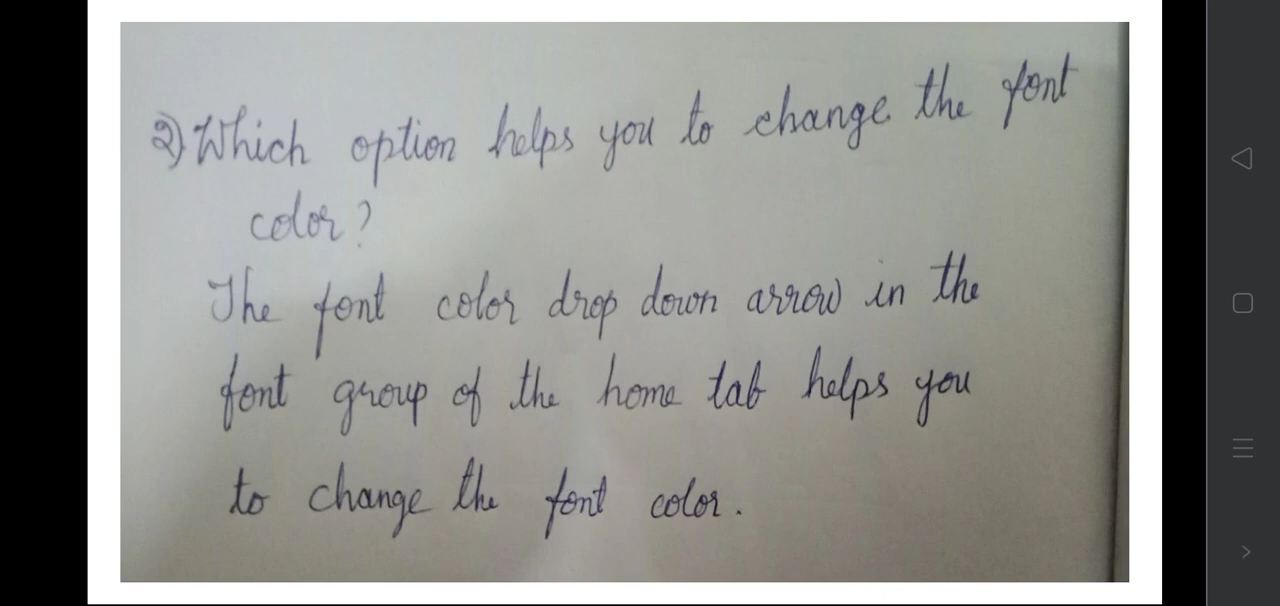 2) Which option helps you to change the font
color?
The font color drop down arrow in the
font group of the home tab helps you
to change the font color.